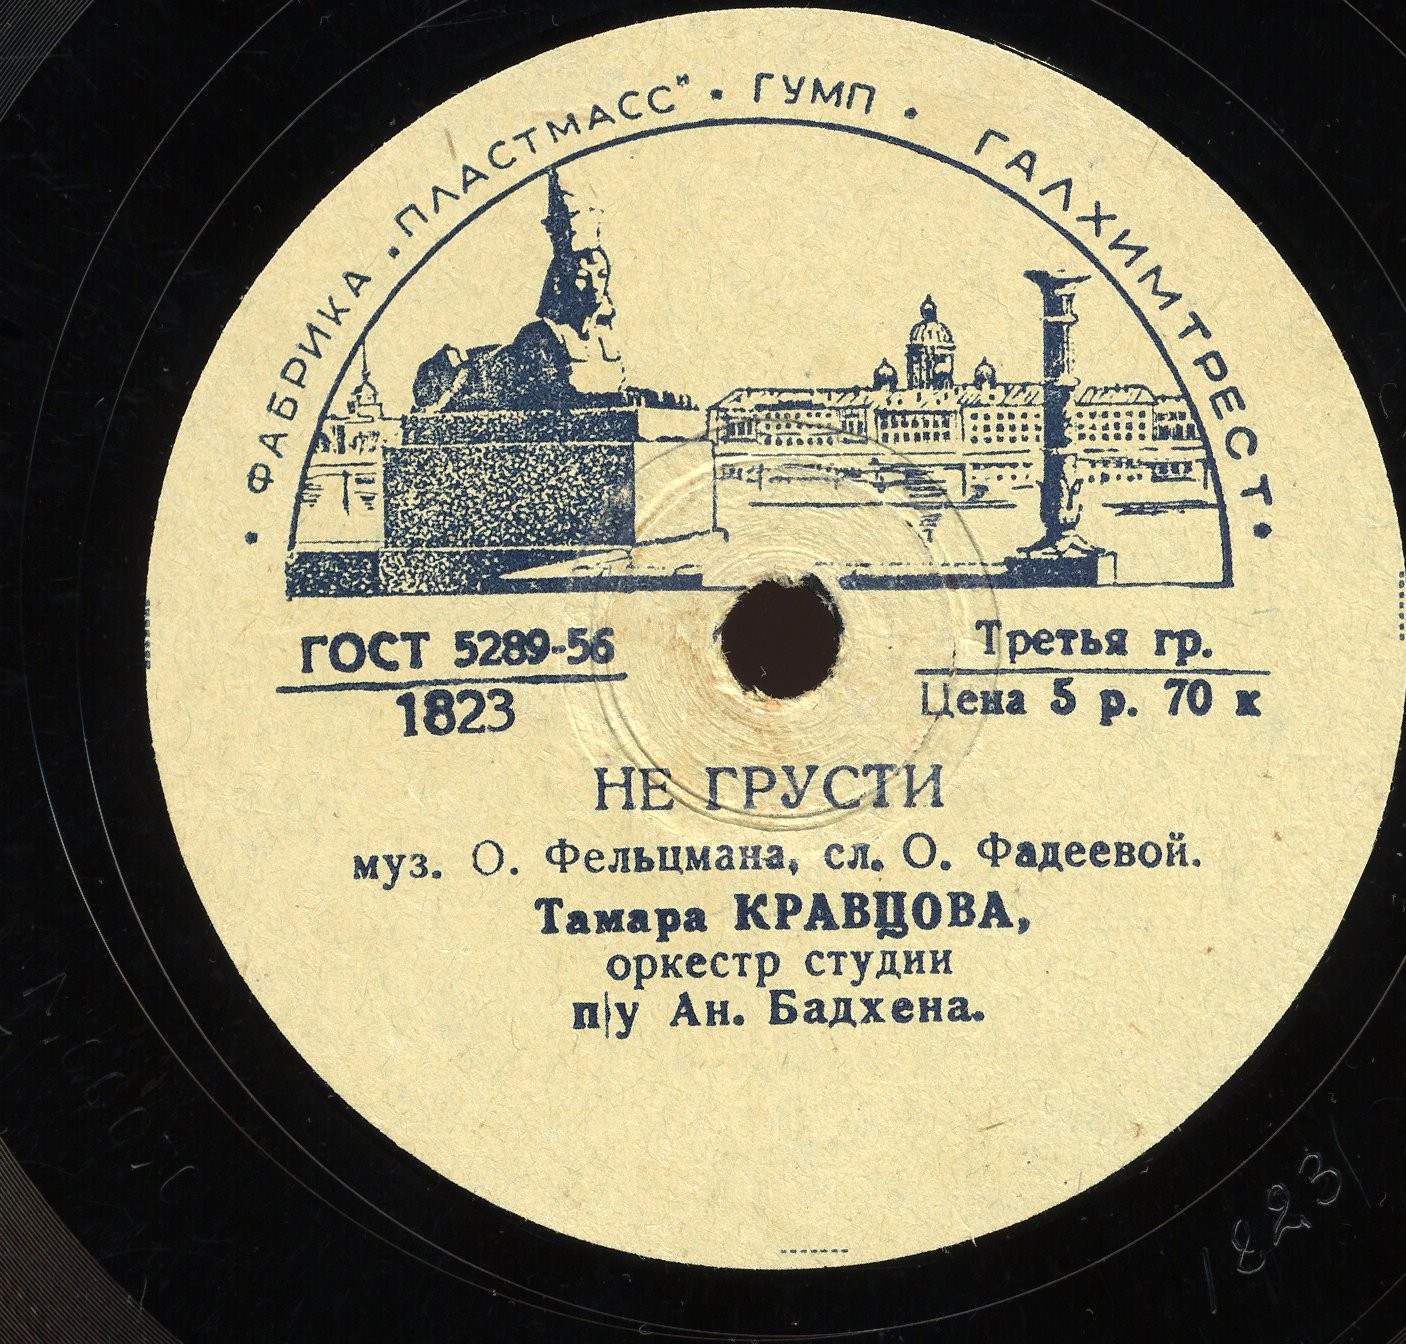 • ФАБРИКА „ПЛАСТМАСС" • ГУМП • ГАЛХИМТРЕСТ •
ГОСТ 5289-56
1823
Третья гр.
Цена 5 р. 70 к
НЕ ГРУСТИ
муз. О. Фельцмана, сл. О. Фадеевой.
Тамара КРАВЦОВА,
оркестр студии
п/у Ан. Бадхена.
1823